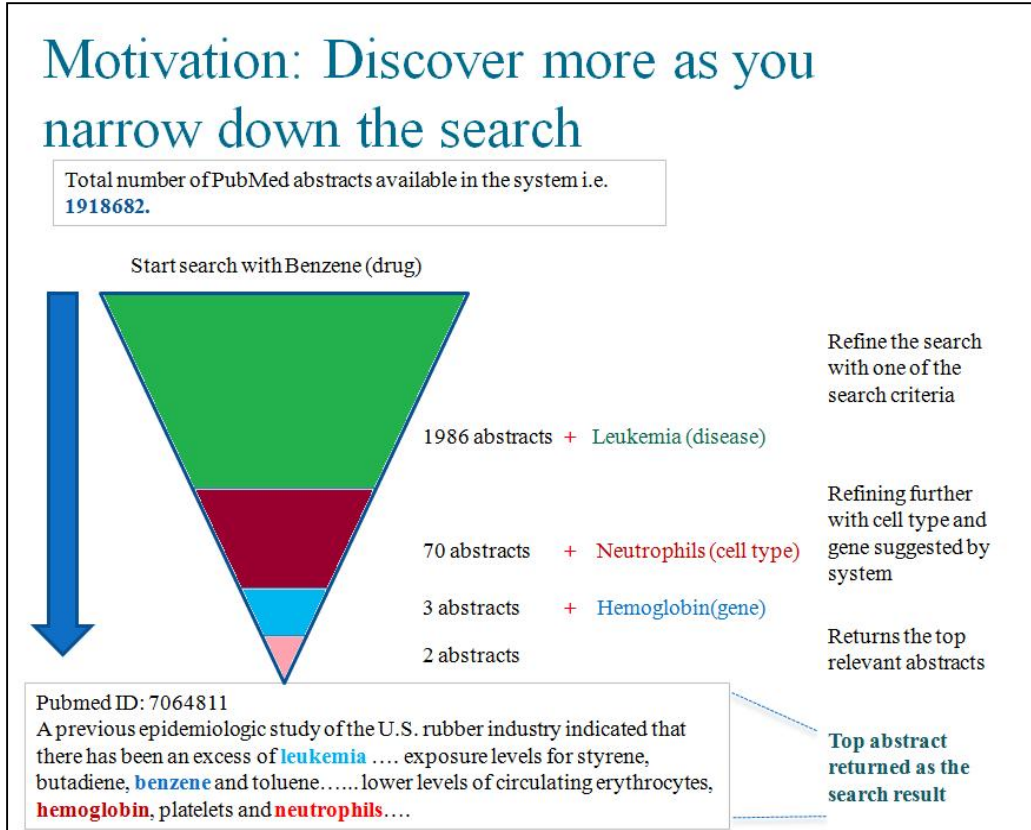 Motivation: Discover more as you
narrow down the search
Total number of PubMed abstracts available in the system i.e.
1918682.
Start search with Benzene (drug)
Refine the search
with one of the
search criteria
1986 abstracts + Leukemia (disease)
Refining further
with cell type and
gene suggested by
system
70 abstracts + Neutrophils (cell type)
3 abstracts + Hemoglobin(gene)
2 abstracts
Returns the top
relevant abstracts
Pubmed ID: 7064811
A previous epidemiologic study of the U.S. rubber industry indicated that
there has been an excess of leukemia …. exposure levels for styrene,
butadiene, benzene and toluene…... lower levels of circulating erythrocytes,
hemoglobin, platelets and neutrophils….
Top abstract
returned as the
search result